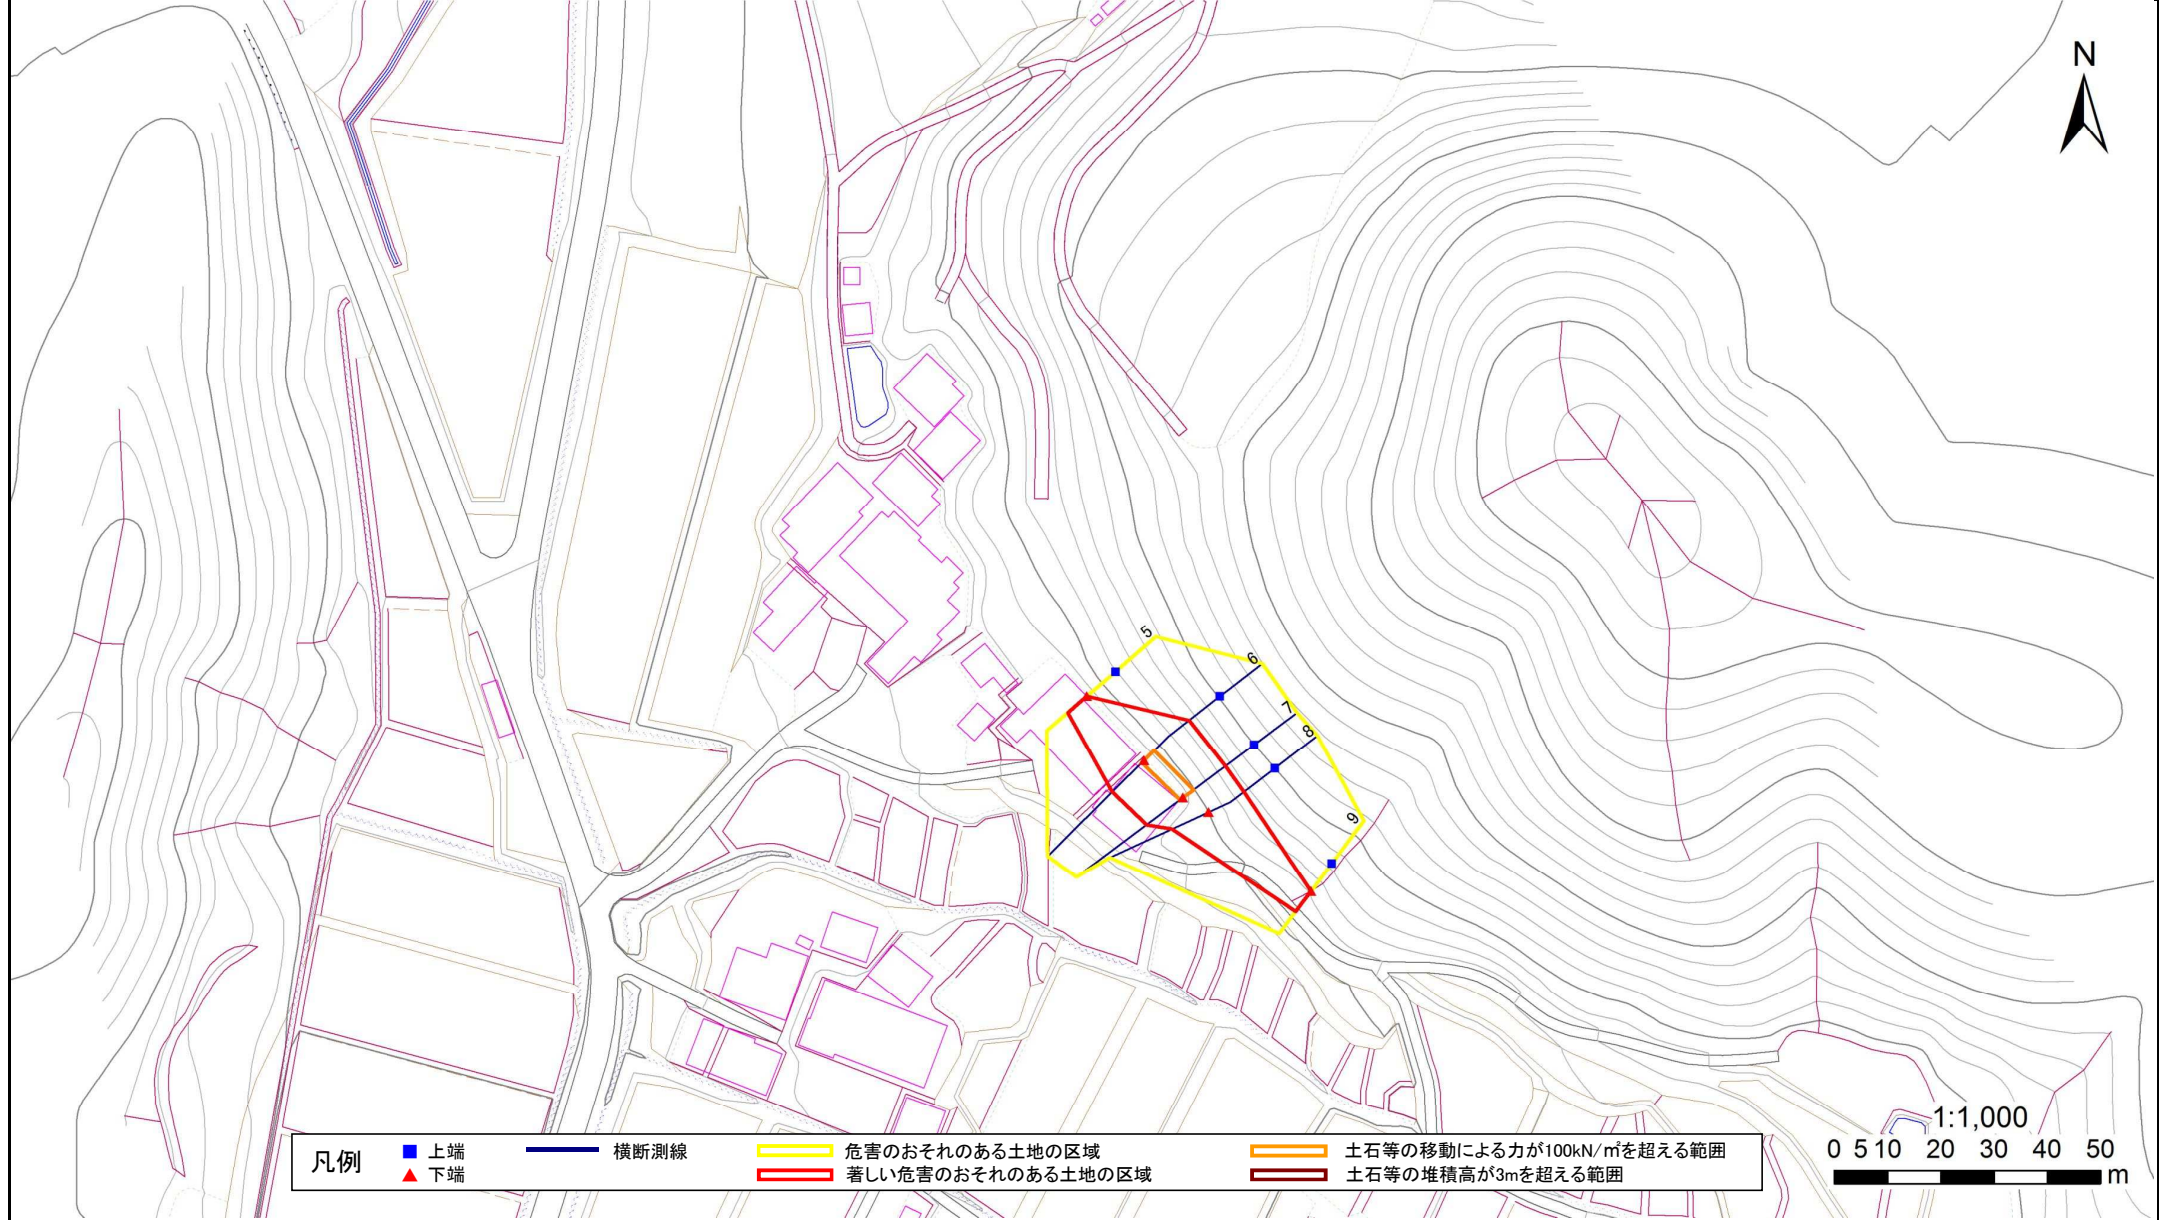 N
5
6
7
8
9
1:1,000
0 5 10 20 30 40 50
m
凡例
上端
下端
横断測線
危害のおそれのある土地の区域
著しい危害のおそれのある土地の区域
土石等の移動による力が100kN/㎡を超える範囲
土石等の堆積高が3mを超える範囲